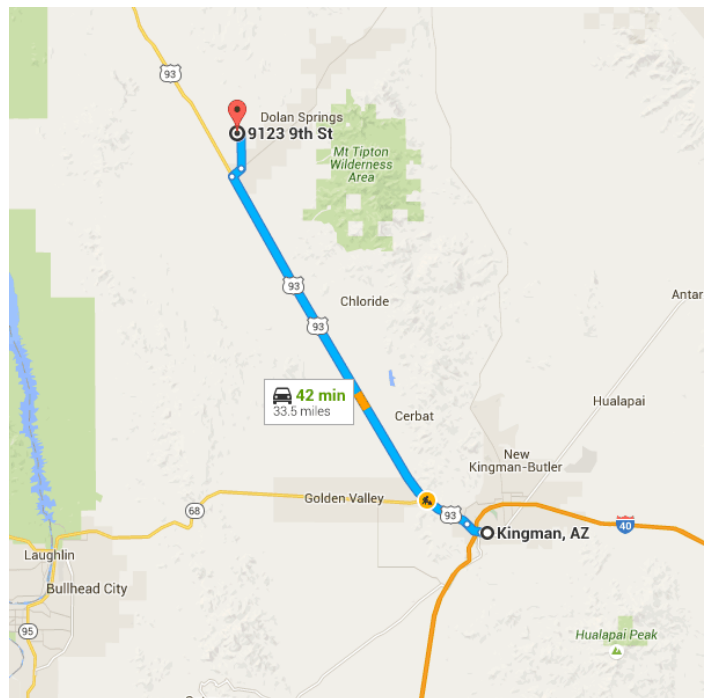 93
Dolan Springs
9123 9th St
Mt Tipton
Wilderness
Area
93
Chloride
Antar
93
42 min
33.5 miles
Hualapai
Cerbat
New
Kingman-Butler
Golden Valley
68
93
40
Kingman, AZ
Laughlin
Bullhead City
95
Hualapai Peak